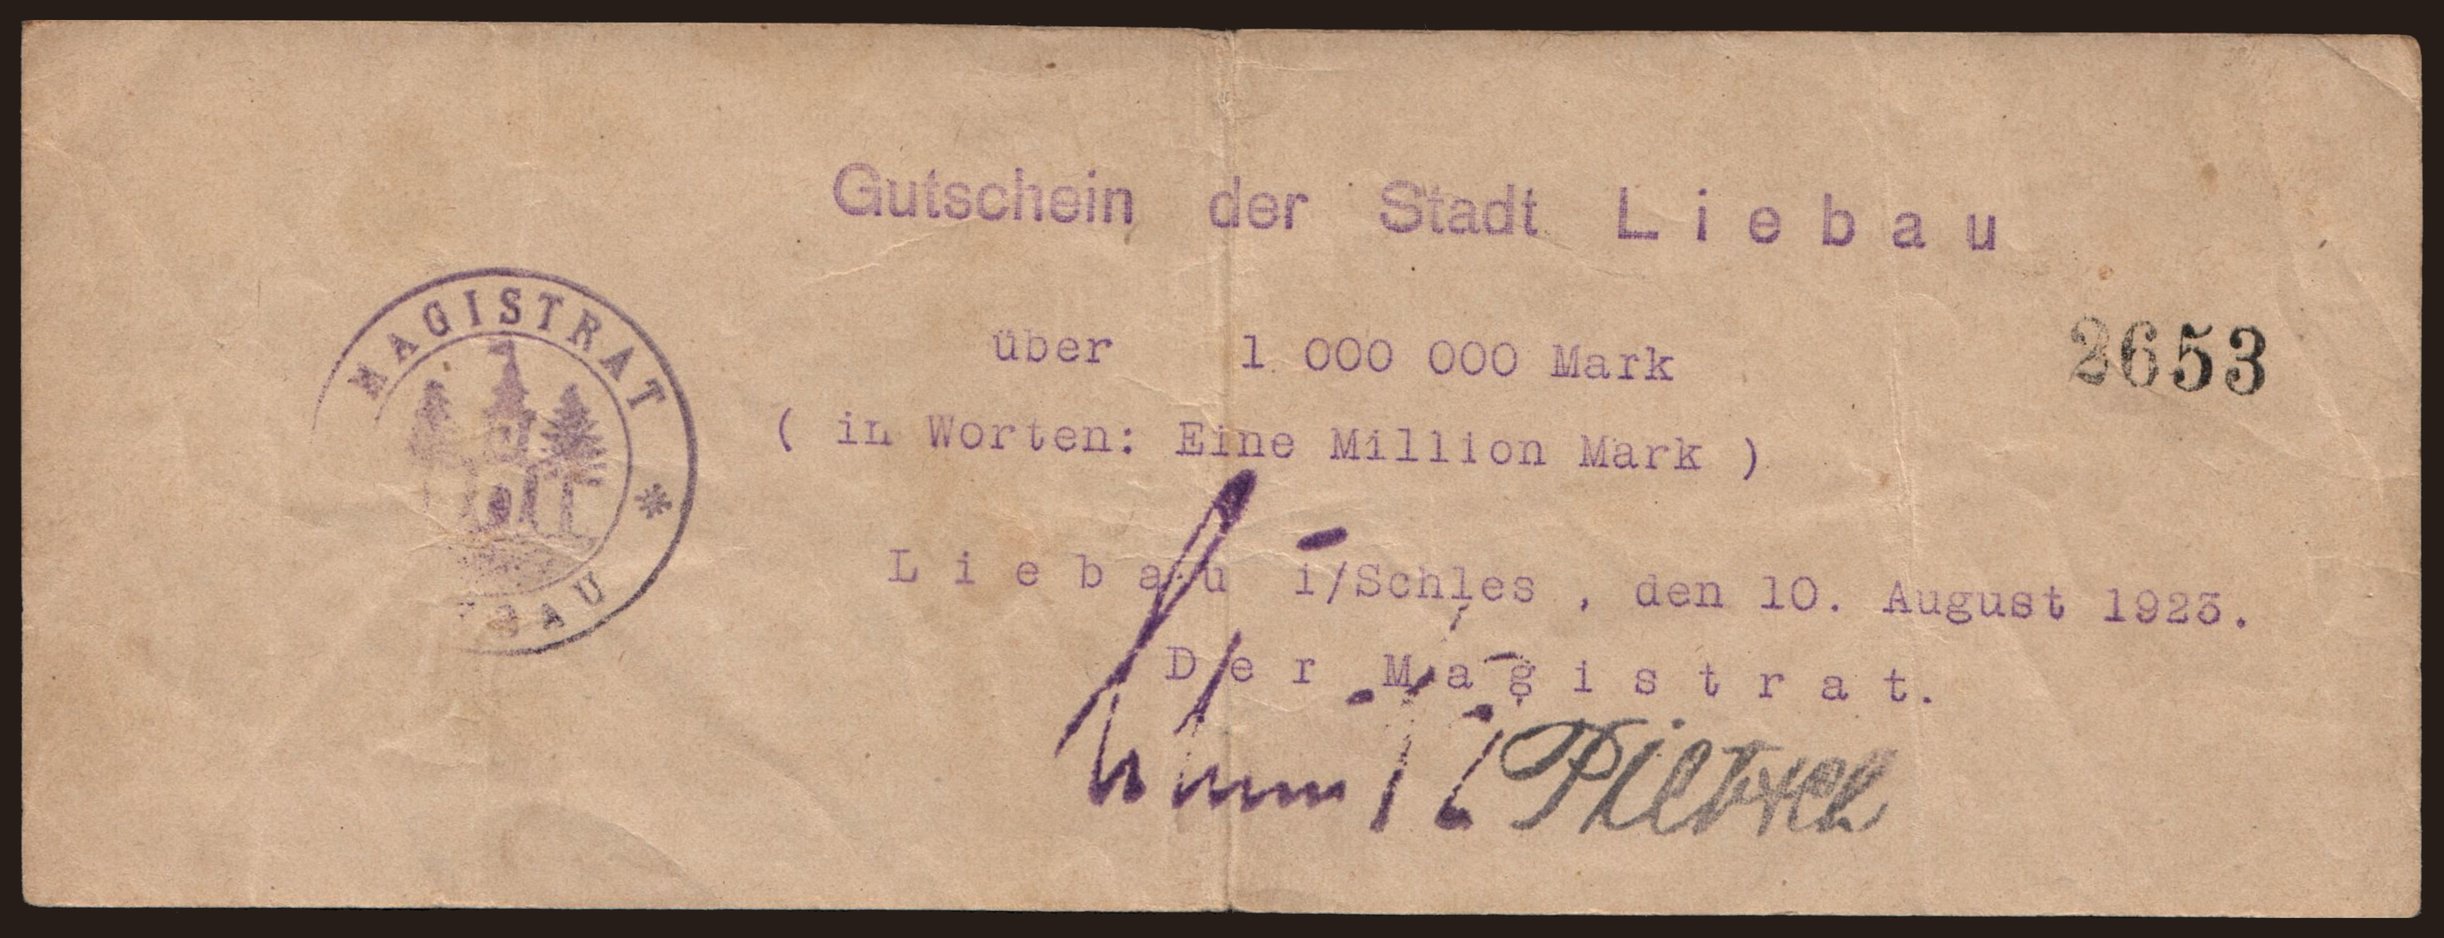 Gutschein der Stadt Liebau
MAGISTRAT
über 1 000 000 Mark
2653
( in Worten: Eine Million Mark )
Liebau i/Schles , den 10. August 1923.
Der Magistrat.